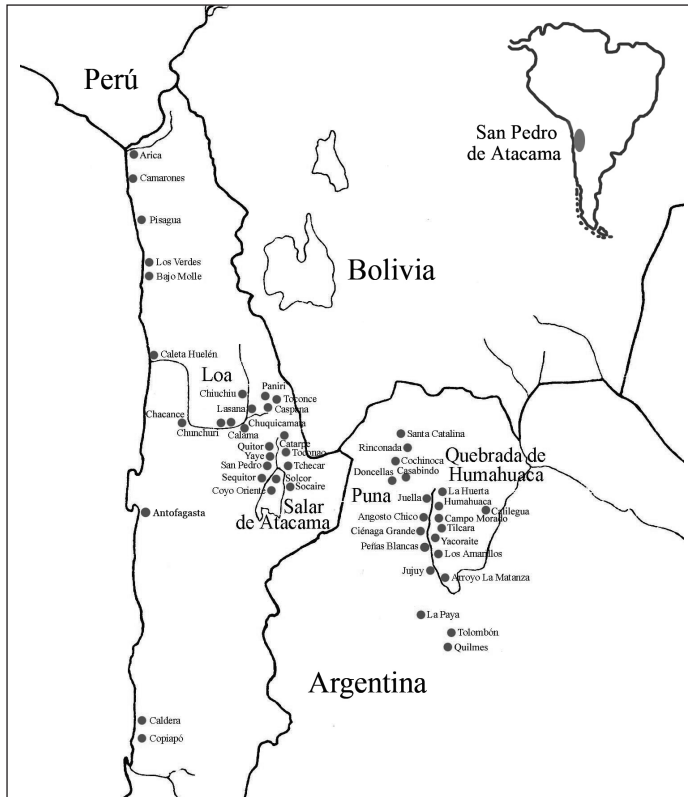 Perú
San Pedro
de Atacama
Arica
Camarones
Pisagua
Los Verdes
Bajo Molle
Bolivia
Caleta Huelén
Loa
Paniri
Chiuchiu
Toconce
Lasana
Caspana
Chacance
Chuquicamata
Chunchuri
Calama
Catarpe
Quitor
Toconao
Yaye
San Pedro
Tchecar
Sequitor
Solcor
Socaire
Coyo Oriente
Salar
de Atacama
Santa Catalina
Rinconada
Quebrada de
Humahuaca
Cochinoca
Casabindo
Doncellas
Puna
La Huerta
Juella
Humahuaca
Calilegua
Angosto Chico
Campo Morado
Tilcara
Ciénaga Grande
Yacoraite
Peñas Blancas
Los Amarillos
Jujuy
Arroyo La Matanza
Antofagasta
La Paya
Tolombón
Quilmes
Argentina
Caldera
Copiapó